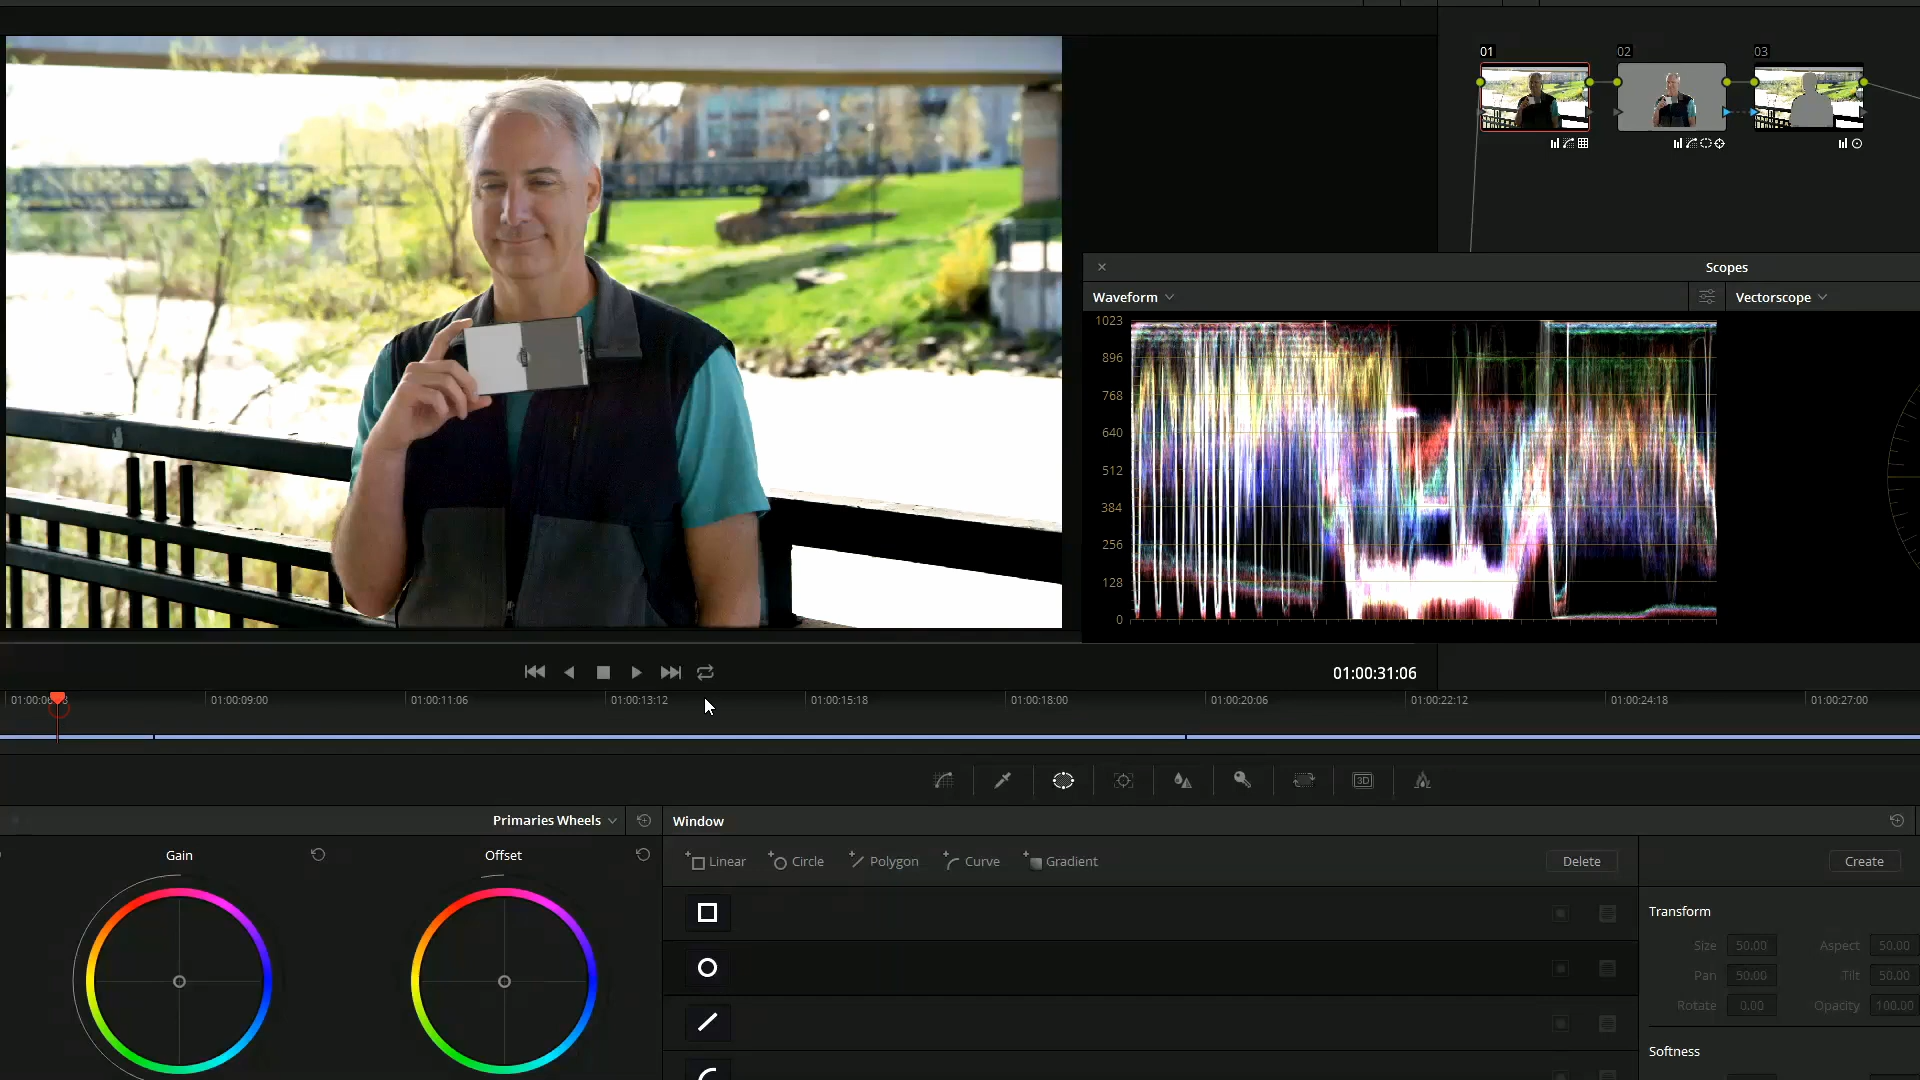 01
02
03
Scopes
Waveform
Vectorscope
1023
896
768
640
512
384
256
128
0
01:00:31:06
01:00:09:00
01:00:11:06
01:00:13:12
01:00:15:18
01:00:18:00
01:00:20:06
01:00:22:12
01:00:24:18
01:00:27:00
3D
Primaries Wheels
Window
Gain
Offset
Linear
Circle
Polygon
Curve
Gradient
Delete
Create
Transform
Size 50.00 Aspect 50.00
Pan 50.00 Tilt 50.00
Rotate 0.00 Opacity 100.00
Softness